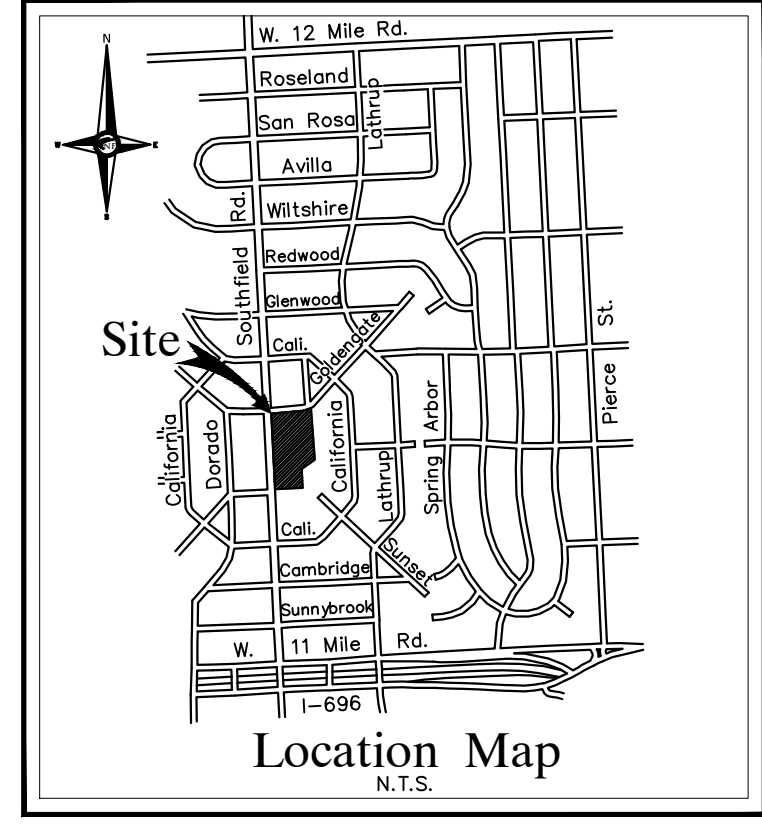 N
W. 12 Mile Rd.
Roseland
Lathrup
San Rosa
W
NF
E
Avilla
S
Rd.
Wiltshire
Southfield
Redwood
Glenwood
St.
Site
Cali.
Goldengate
Pierce
California
Dorado
California
Lathrup
Spring Arbor
Cali.
Sunset
Cambridge
Sunnybrook
W. 11 Mile Rd.
I-696
Location Map
N.T.S.